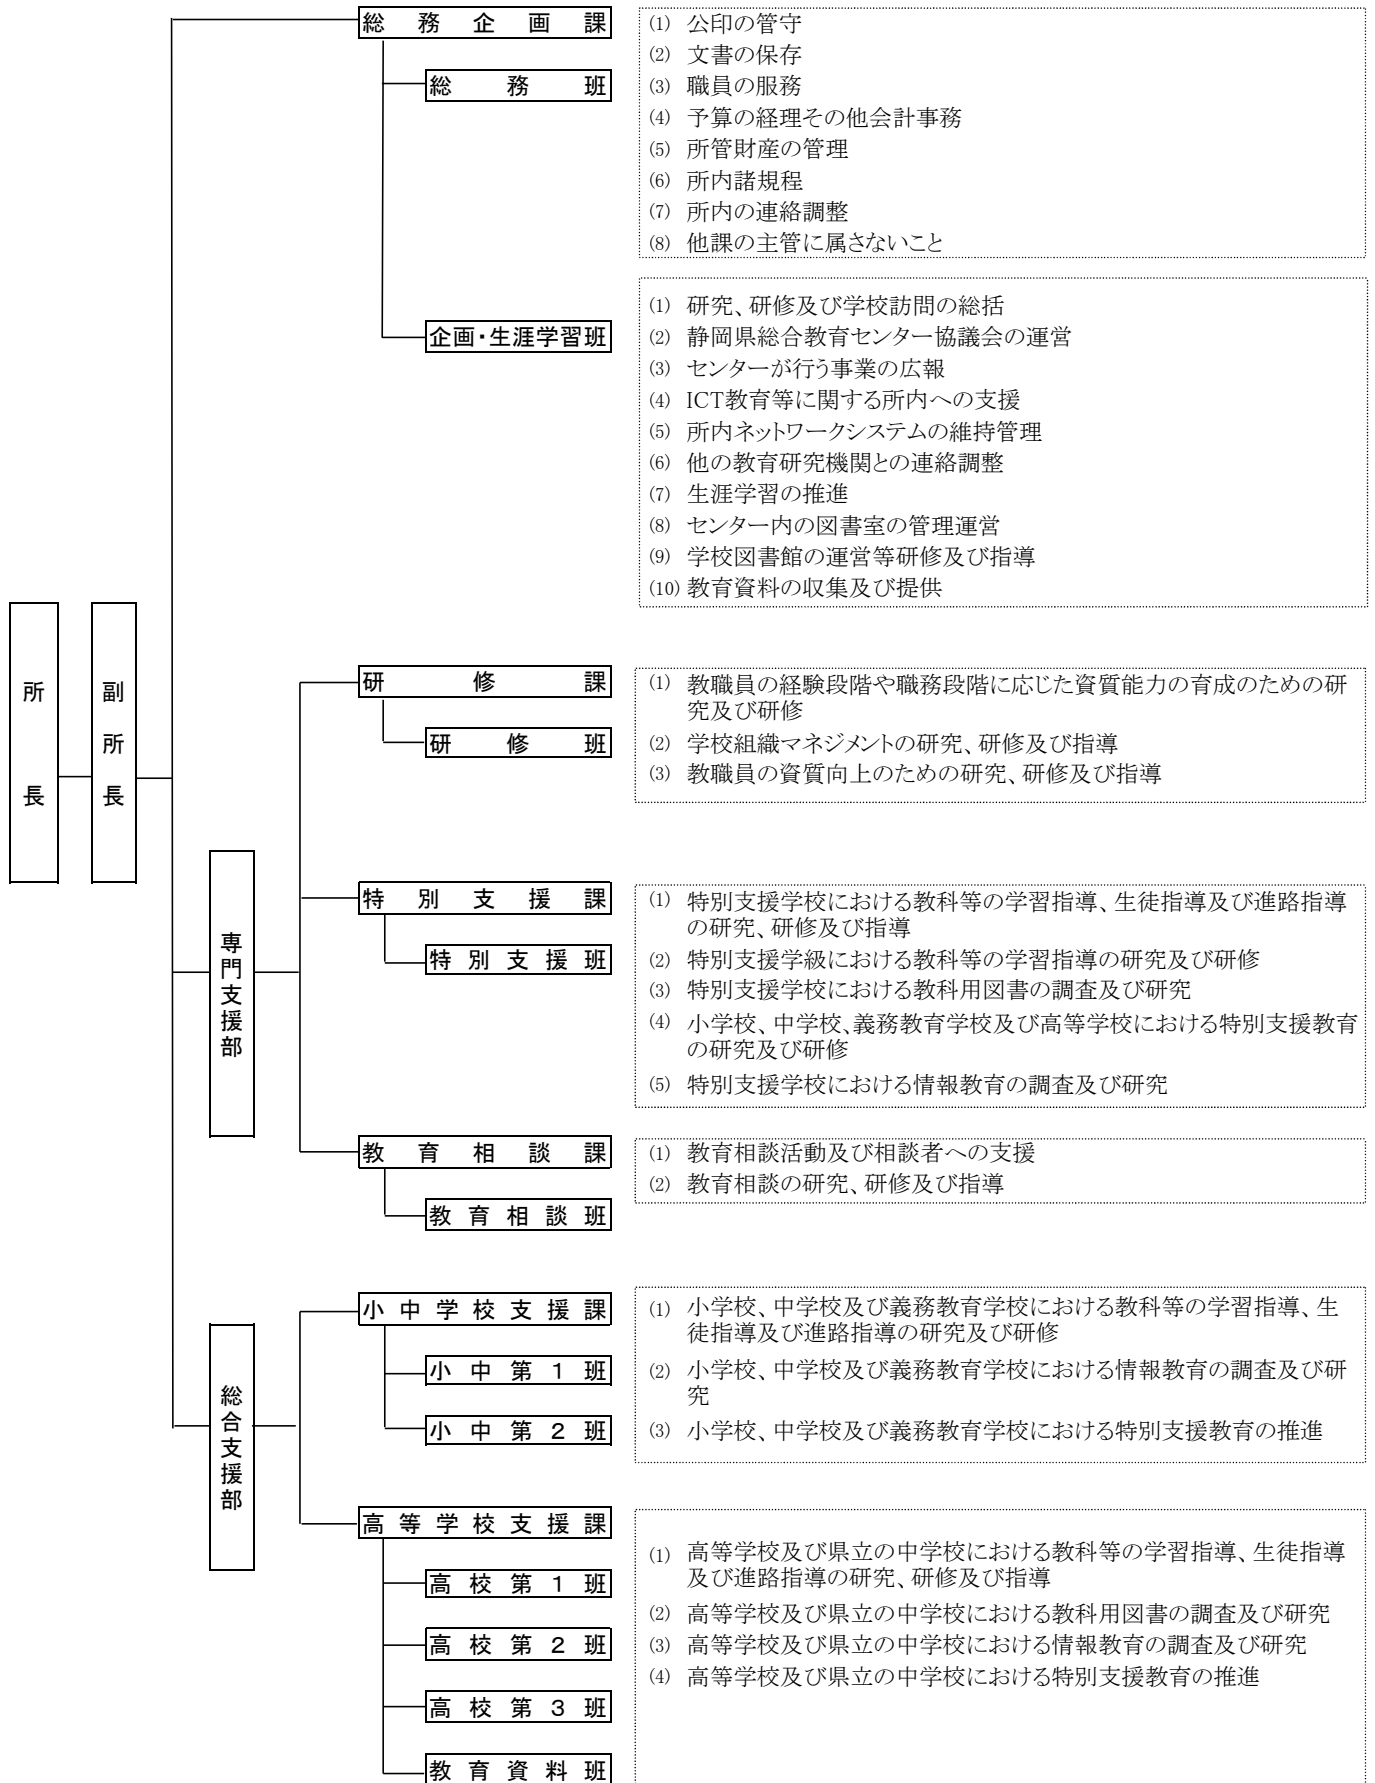 総務企画課
(1) 公印の管守
(2) 文書の保存
総務班
(3) 職員の服務
(4) 予算の経理その他会計事務
(5) 所管財産の管理
(6) 所内諸規程
(7) 所内の連絡調整
(8) 他課の主管に属さないこと
企画・生涯学習班
(1) 研究、研修及び学校訪問の総括
(2) 静岡県総合教育センター協議会の運営
(3) センターが行う事業の広報
(4) ICT教育等に関する所内への支援
(5) 所内ネットワークシステムの維持管理
(6) 他の教育研究機関との連絡調整
(7) 生涯学習の推進
(8) センター内の図書室の管理運営
(9) 学校図書館の運営等研修及び指導
(10) 教育資料の収集及び提供
所長
副所長
専門支援部
研修課
研修班
(1) 教職員の経験段階や職務段階に応じた資質能力の育成のための研
究及び研修
(2) 学校組織マネジメントの研究、研修及び指導
(3) 教職員の資質向上のための研究、研修及び指導
特別支援課
特別支援班
(1) 特別支援学校における教科等の学習指導、生徒指導及び進路指導
の研究、研修及び指導
(2) 特別支援学級における教科等の学習指導の研究及び研修
(3) 特別支援学校における教科用図書の調査及び研究
(4) 小学校、中学校、義務教育学校及び高等学校における特別支援教育
の研究及び研修
(5) 特別支援学校における情報教育の調査及び研究
教育相談課
教育相談班
(1) 教育相談活動及び相談者への支援
(2) 教育相談の研究、研修及び指導
総合支援部
小中学校支援課
小中第1班
小中第2班
(1) 小学校、中学校及び義務教育学校における教科等の学習指導、生
徒指導及び進路指導の研究及び研修
(2) 小学校、中学校及び義務教育学校における情報教育の調査及び研
究
(3) 小学校、中学校及び義務教育学校における特別支援教育の推進
高等学校支援課
高校第1班
高校第2班
高校第3班
教育資料班
(1) 高等学校及び県立の中学校における教科等の学習指導、生徒指導
及び進路指導の研究、研修及び指導
(2) 高等学校及び県立の中学校における教科用図書の調査及び研究
(3) 高等学校及び県立の中学校における情報教育の調査及び研究
(4) 高等学校及び県立の中学校における特別支援教育の推進